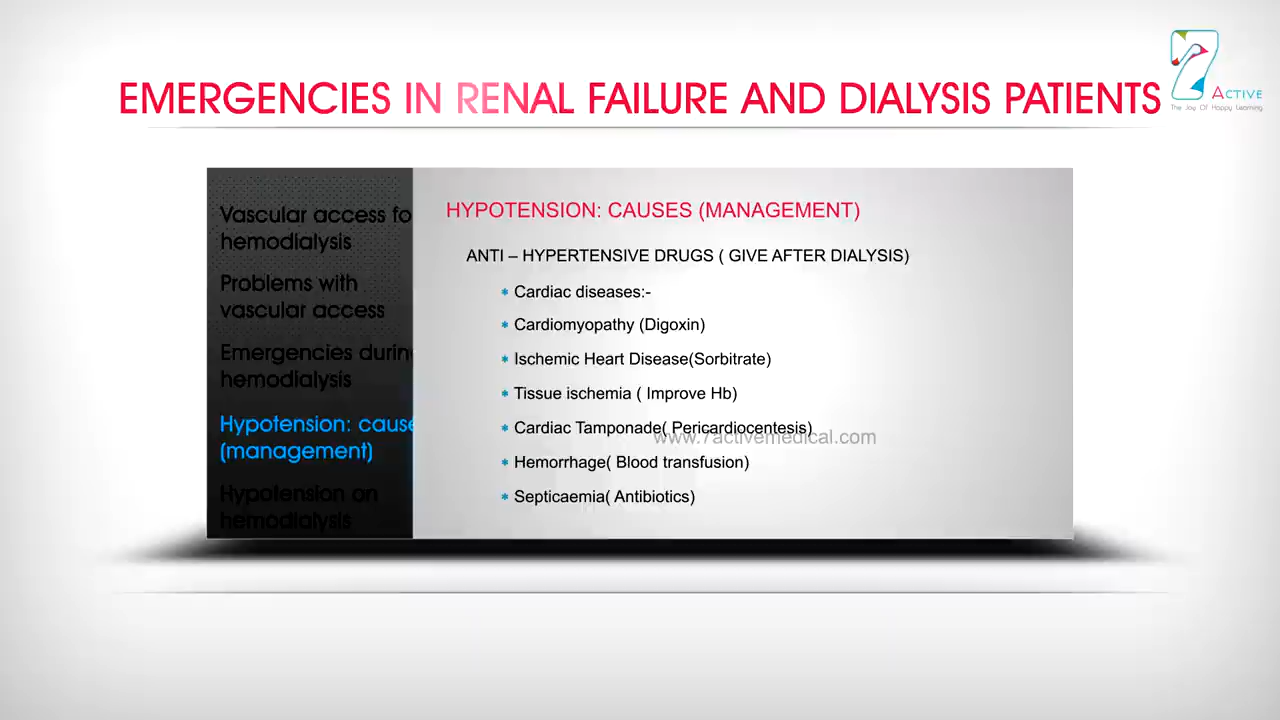 EMERGENCIES IN RENAL FAILURE AND DIALYSIS PATIENTS
7
ACTIVE
The Joy Of Happy Learning
Vascular access fo
hemodialysis
Problems with
vascular access
Emergencies durin
hemodialysis
Hypotension: cause
(management)
Hypotension on
hemodialysis
HYPOTENSION: CAUSES (MANAGEMENT)
ANTI – HYPERTENSIVE DRUGS ( GIVE AFTER DIALYSIS)
* Cardiac diseases:-
* Cardiomyopathy (Digoxin)
* Ischemic Heart Disease(Sorbitrate)
* Tissue ischemia ( Improve Hb)
* Cardiac Tamponade( Pericardiocentesis)
www.7activemedical.com
* Hemorrhage( Blood transfusion)
* Septicaemia( Antibiotics)